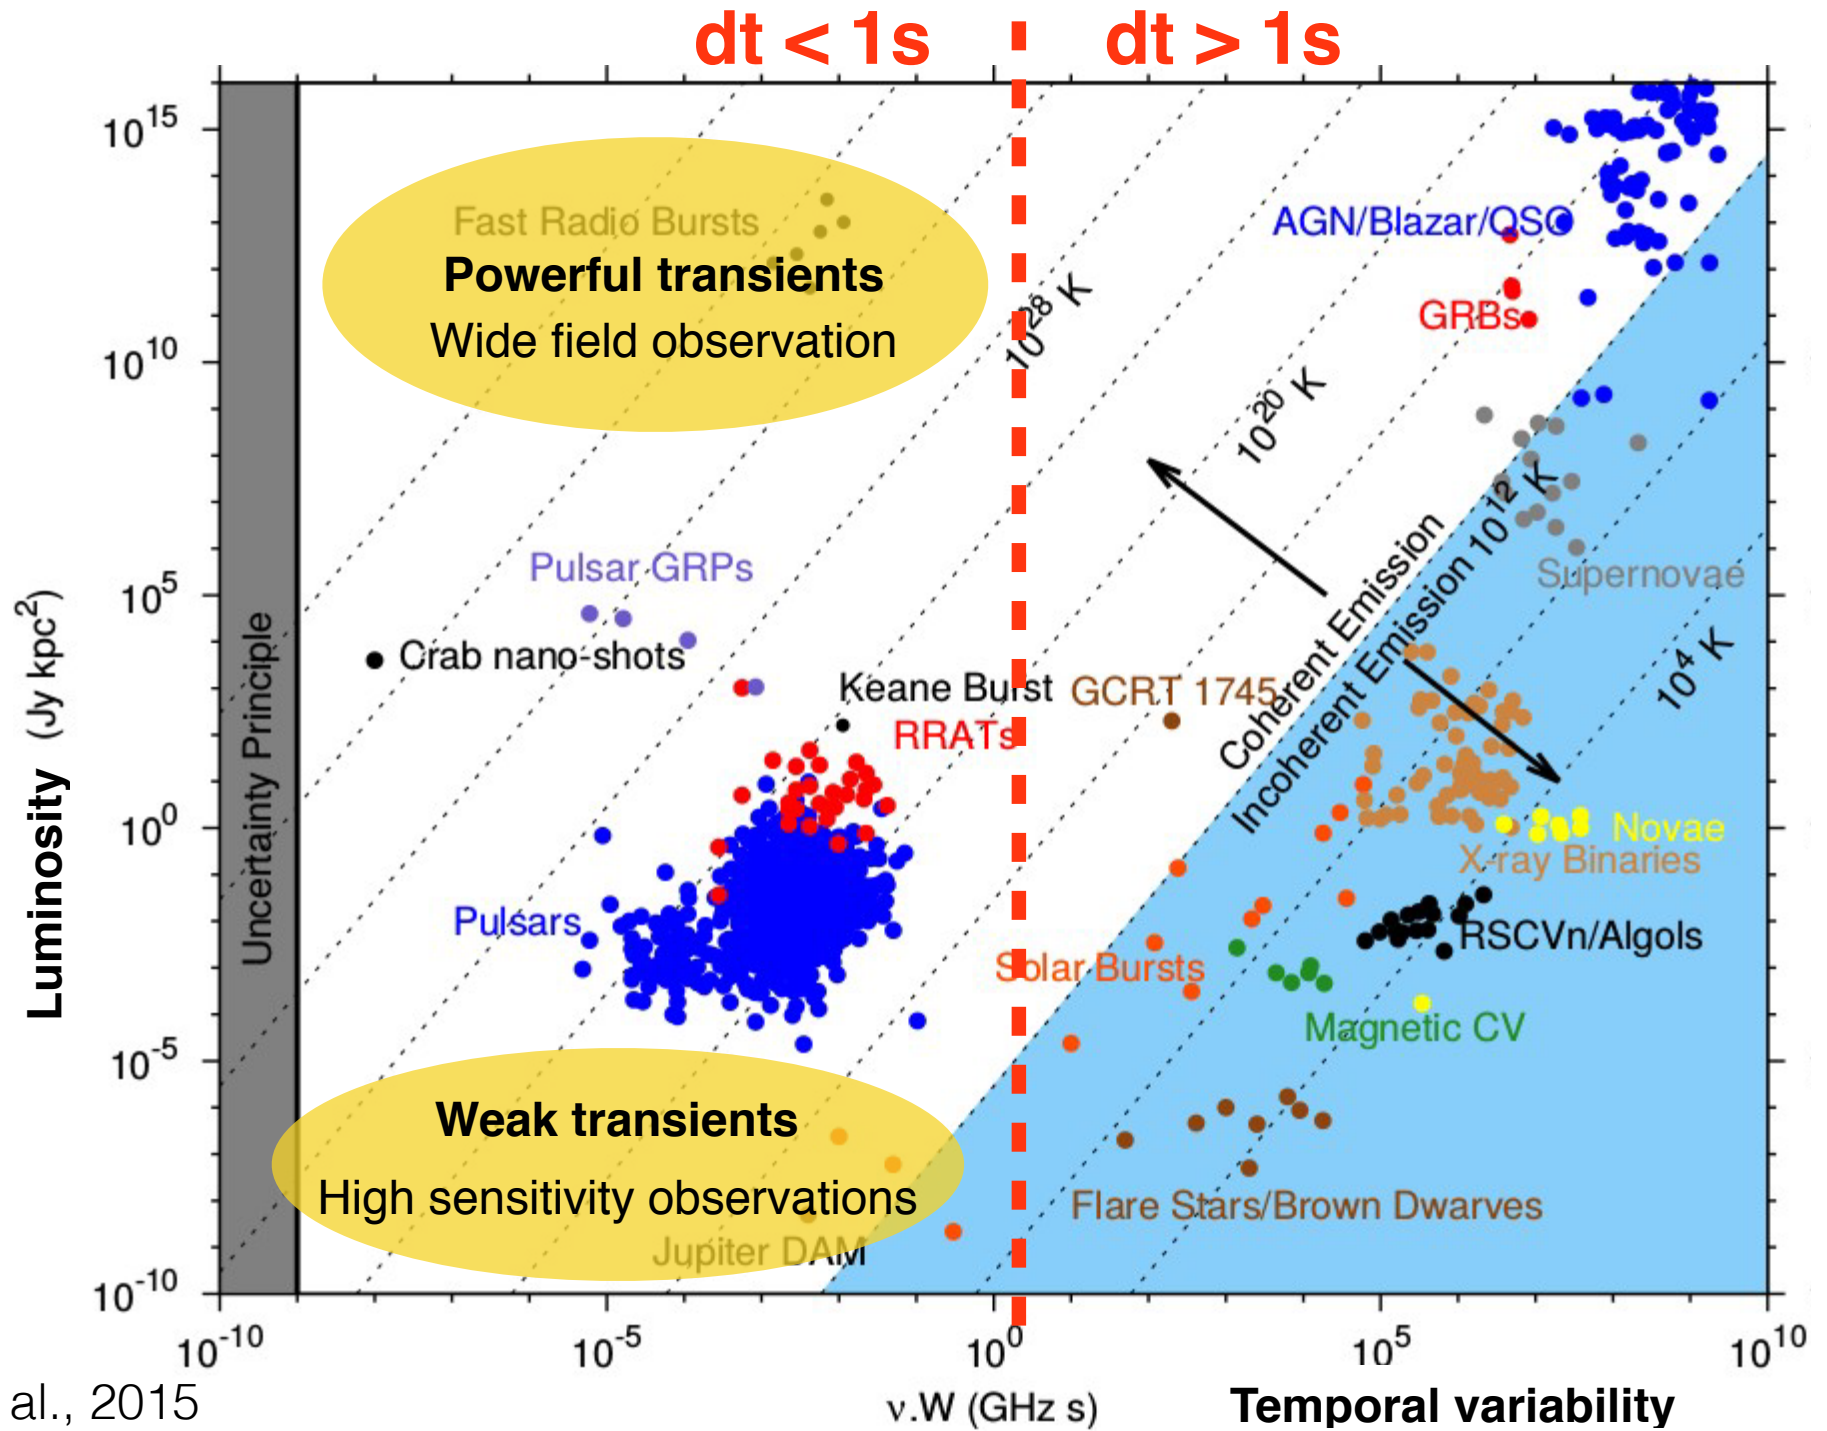 dt < 1s
dt > 1s
10^15
10^10
10^5
10^0
10^-5
10^-10
Luminosity (Jy kpc^2)
Uncertainty Principle
Fast Radio Bursts
Powerful transients
Wide field observation
10^28 K
10^20 K
AGN/Blazar/QSO
GRBs
Pulsar GRPs
Crab nano-shots
Keane Burst
GCRT 1745
RRATs
Coherent Emission
Incoherent Emission 10^12 K
Supernovae
10^4 K
Novae
X-ray Binaries
Pulsars
RSCVn/Algols
Solar Bursts
Magnetic CV
Weak transients
High sensitivity observations
Flare Stars/Brown Dwarves
Jupiter DAM
10^-10
10^-5
10^0
10^5
10^10
al., 2015
ν.W (GHz s)
Temporal variability